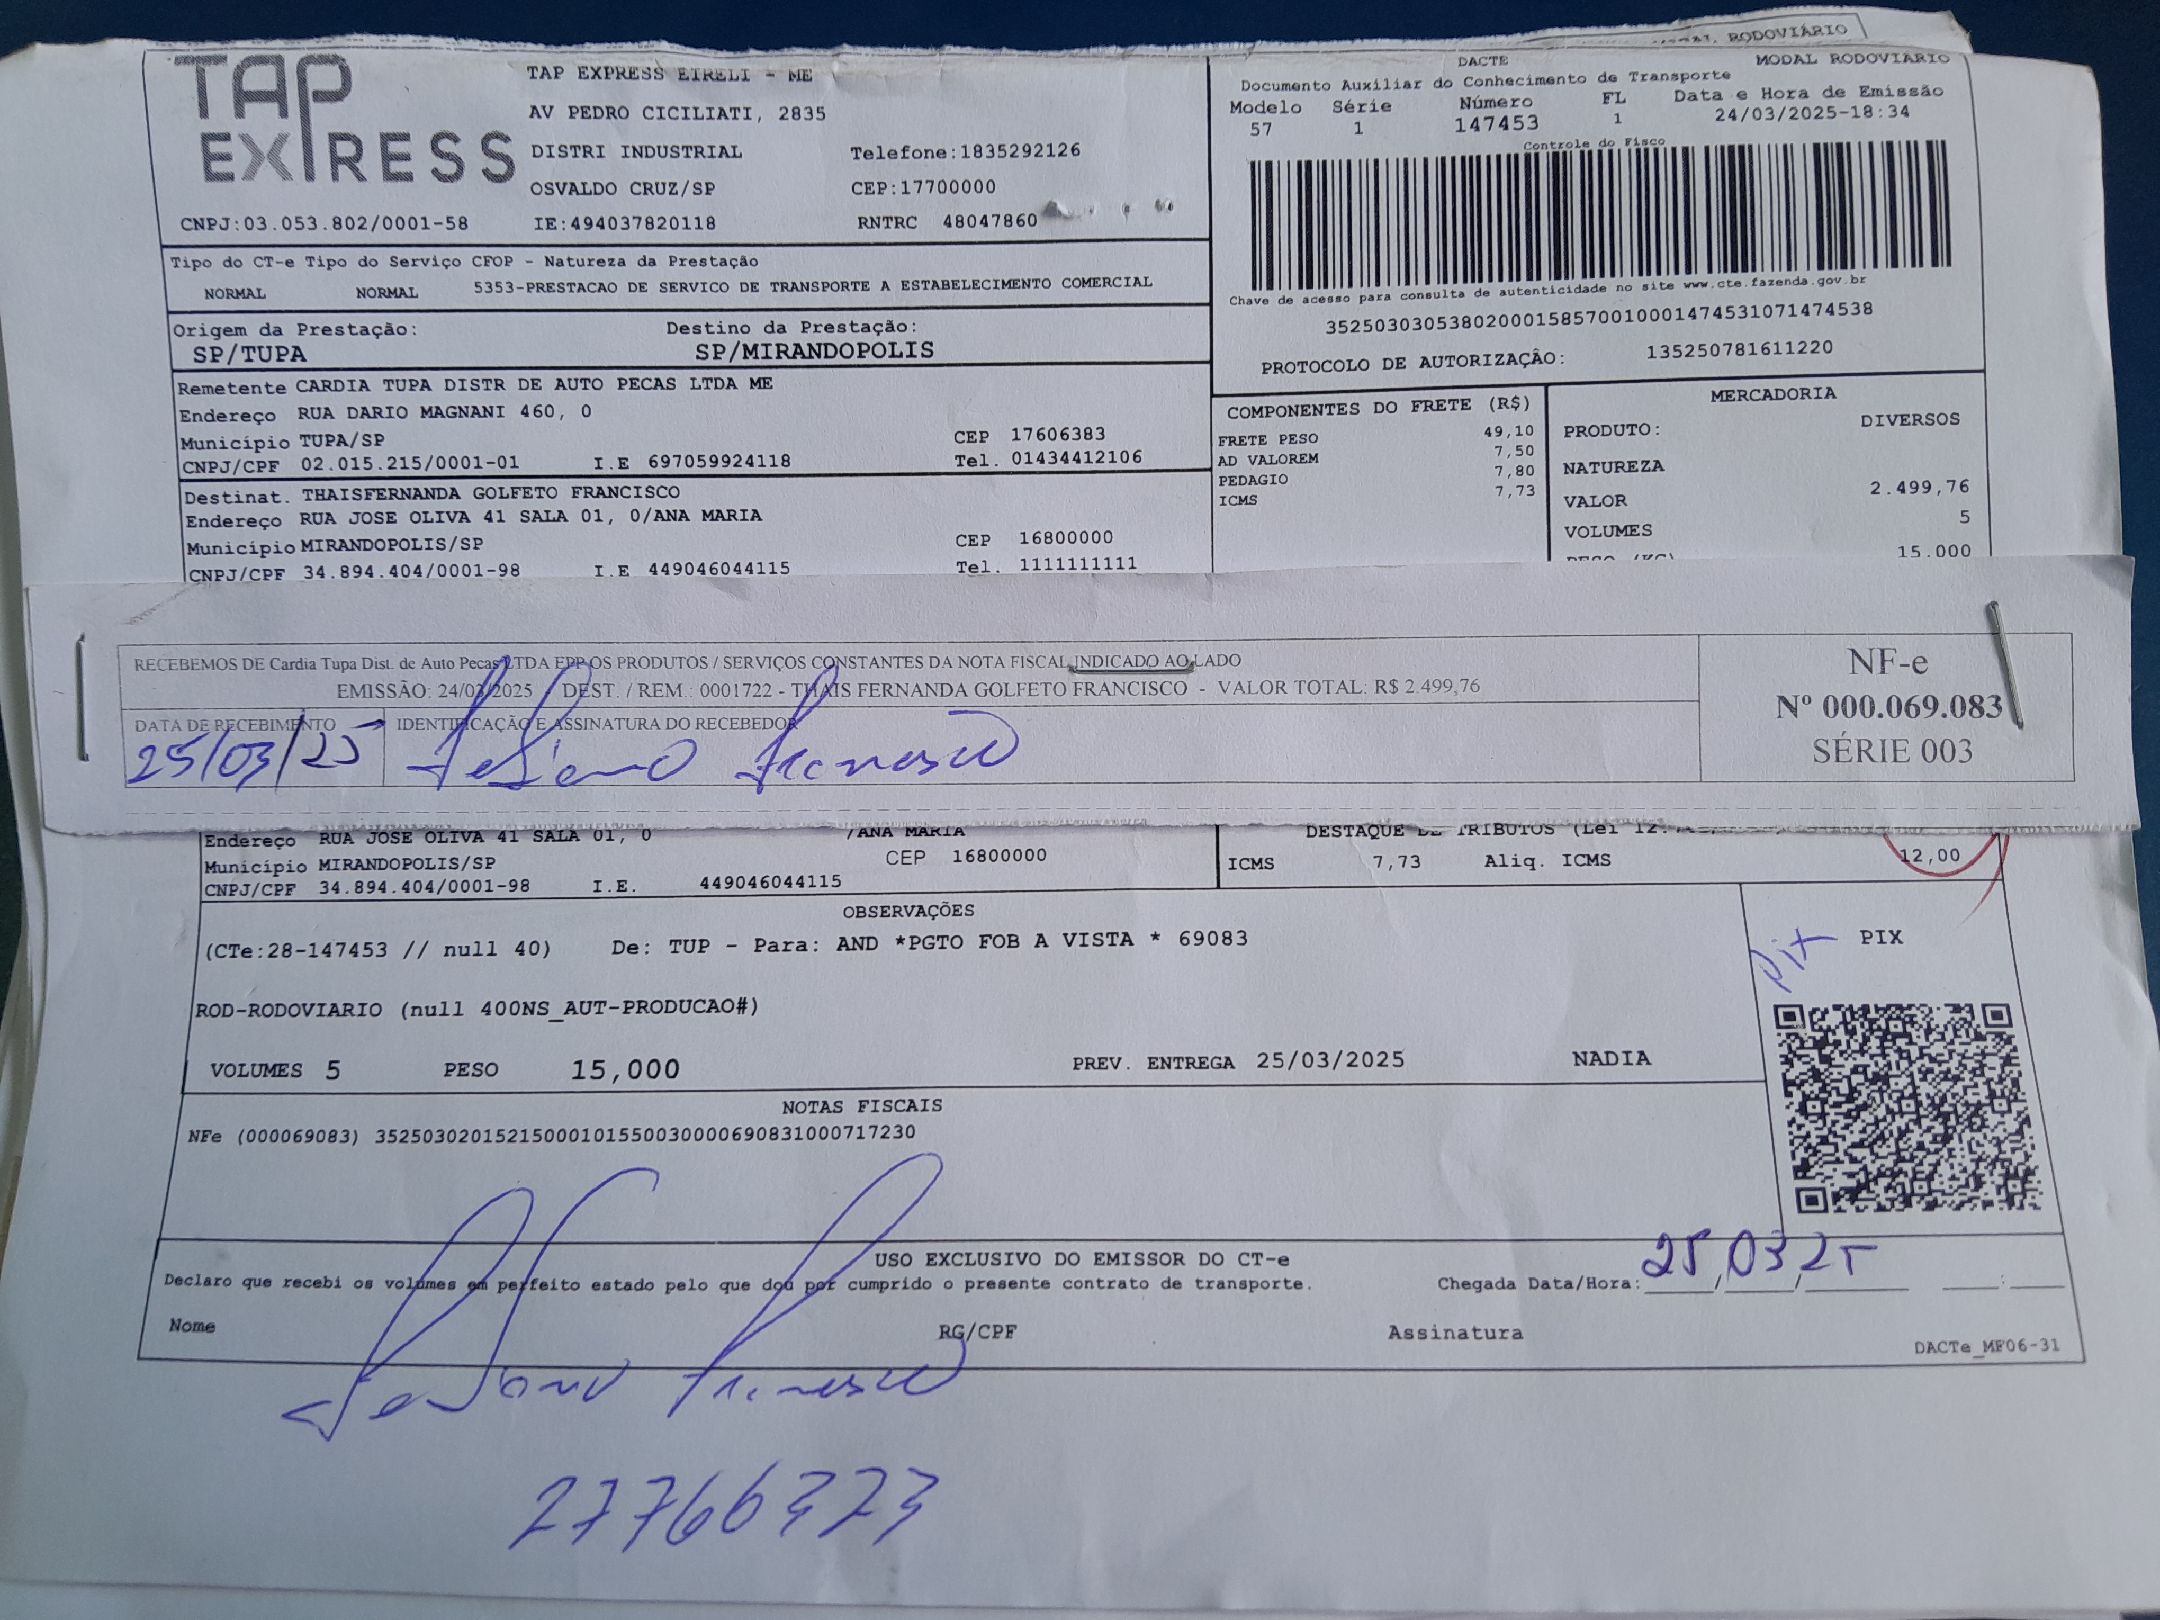 MODAL RODOVIÁRIO
TAP EXPRESS
TAP EXPRESS EIRELI - ME
AV PEDRO CICILIATI, 2835
DISTRI INDUSTRIAL Telefone:1835292126
OSVALDO CRUZ/SP CEP:17700000
CNPJ:03.053.802/0001-58 IE:494037820118 RNTRC 48047860
DACTE MODAL RODOVIÁRIO
Documento Auxiliar do Conhecimento de Transporte
Modelo Série Número FL Data e Hora de Emissão
57 1 147453 1 24/03/2025-18:34
Controle do Fisco
Chave de acesso para consulta de autenticidade no site www.cte.fazenda.gov.br
35250303053802000158570010001474531071474538
PROTOCOLO DE AUTORIZAÇÃO: 135250781611220
Tipo do CT-e Tipo do Serviço CFOP - Natureza da Prestação
NORMAL NORMAL 5353-PRESTACAO DE SERVICO DE TRANSPORTE A ESTABELECIMENTO COMERCIAL
Origem da Prestação: Destino da Prestação:
SP/TUPA SP/MIRANDOPOLIS
Remetente CARDIA TUPA DISTR DE AUTO PECAS LTDA ME
Endereço RUA DARIO MAGNANI 460, 0
Município TUPA/SP CEP 17606383
CNPJ/CPF 02.015.215/0001-01 I.E 697059924118 Tel. 01434412106
Destinat. THAISFERNANDA GOLFETO FRANCISCO
Endereço RUA JOSE OLIVA 41 SALA 01, 0/ANA MARIA
Município MIRANDOPOLIS/SP CEP 16800000
CNPJ/CPF 34.894.404/0001-98 I.E 449046044115 Tel. 1111111111
COMPONENTES DO FRETE (R$)
FRETE PESO 49,10
AD VALOREM 7,50
PEDAGIO 7,80
ICMS 7,73
MERCADORIA
PRODUTO: DIVERSOS
NATUREZA
VALOR 2.499,76
VOLUMES 5
PESO (KG) 15.000
RECEBEMOS DE Cardia Tupa Dist. de Auto Pecas LTDA EPP OS PRODUTOS / SERVIÇOS CONSTANTES DA NOTA FISCAL INDICADO AO LADO
EMISSÃO: 24/03/2025 - DEST. / REM.: 0001722 - THAIS FERNANDA GOLFETO FRANCISCO - VALOR TOTAL: R$ 2.499,76
DATA DE RECEBIMENTO IDENTIFICAÇÃO E ASSINATURA DO RECEBEDOR
25/03/25
NF-e
Nº 000.069.083
SÉRIE 003
Endereço RUA JOSE OLIVA 41 SALA 01, 0 /ANA MARIA
Município MIRANDOPOLIS/SP CEP 16800000
CNPJ/CPF 34.894.404/0001-98 I.E. 449046044115
DESTAQUE DE TRIBUTOS (Lei 12.
ICMS 7,73 Aliq. ICMS 12,00
OBSERVAÇÕES
(CTe:28-147453 // null 40) De: TUP - Para: AND *PGTO FOB A VISTA * 69083
ROD-RODOVIARIO (null 400NS_AUT-PRODUCAO#)
VOLUMES 5 PESO 15,000 PREV. ENTREGA 25/03/2025 NADIA
Pix PIX
NOTAS FISCAIS
NFe (000069083) 35250302015215000101550030000690831000717230
USO EXCLUSIVO DO EMISSOR DO CT-e
Declaro que recebi os volumes em perfeito estado pelo que dou por cumprido o presente contrato de transporte. Chegada Data/Hora: 25/03/25
Nome RG/CPF Assinatura
DACTe_MF06-31
27766373